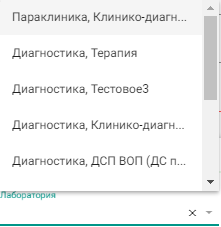 Параклиника, Клинико-диагн...
Диагностика, Терапия
Диагностика, Тестовое3
Диагностика, Клинико-диагн...
Диагностика, ДСП ВОП (ДС п...
Лаборатория